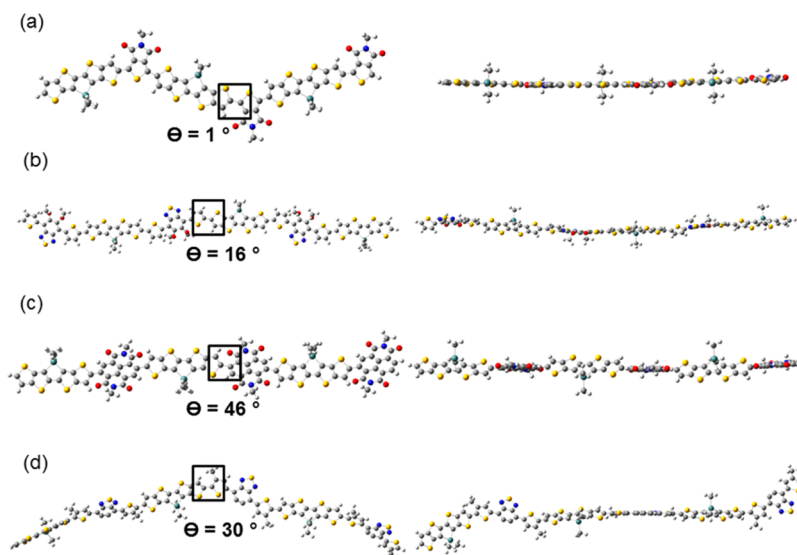 (a)
ϴ = 1 °
(b)
ϴ = 16 °
(c)
ϴ = 46 °
(d)
ϴ = 30 °